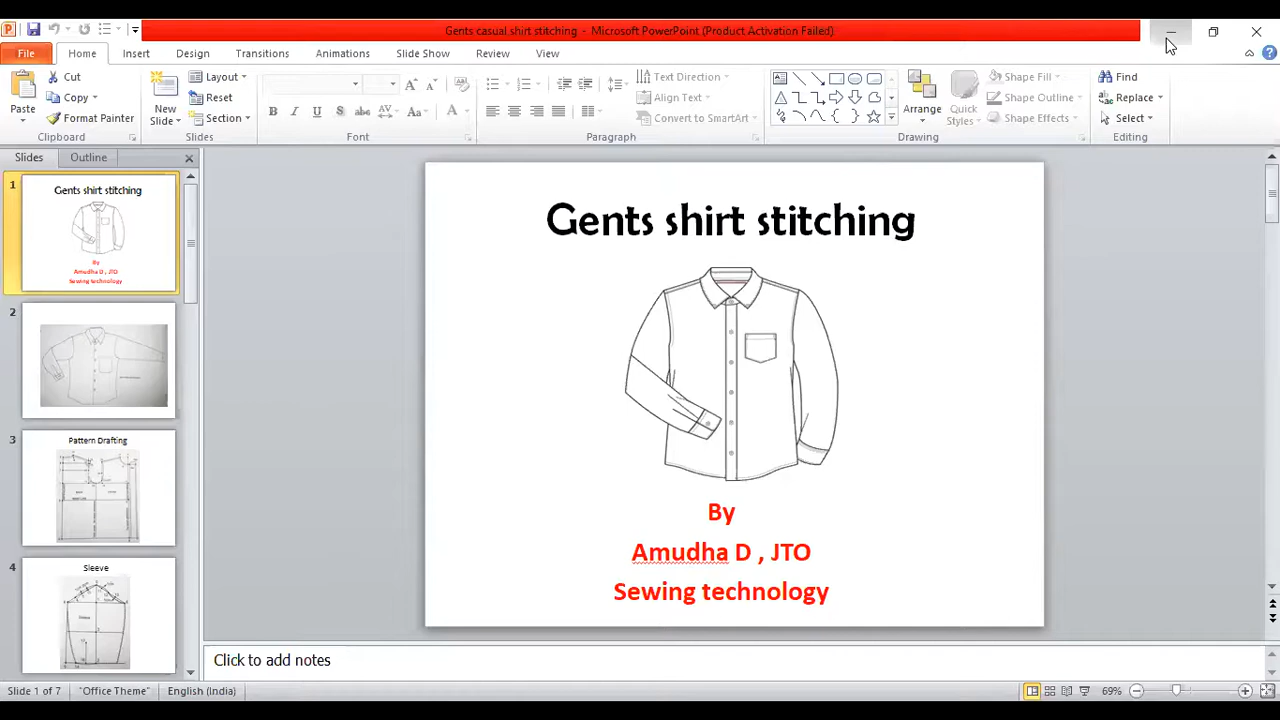 Gents casual shirt stitching - Microsoft PowerPoint (Product Activation Failed)
File Home Insert Design Transitions Animations Slide Show Review View
Paste
Cut
Copy
Format Painter
Clipboard
New Slide
Layout
Reset
Section
Slides
Font
Text Direction
Align Text
Convert to SmartArt
Paragraph
Arrange
Quick Styles
Shape Fill
Shape Outline
Shape Effects
Drawing
Find
Replace
Select
Editing
Slides Outline
1
Gents shirt stitching
By
Amudha D , JTO
Sewing technology
2
3
Pattern Drafting
4
Sleeve
Gents shirt stitching
By
Amudha D , JTO
Sewing technology
Click to add notes
Slide 1 of 7 "Office Theme" English (India) 69%